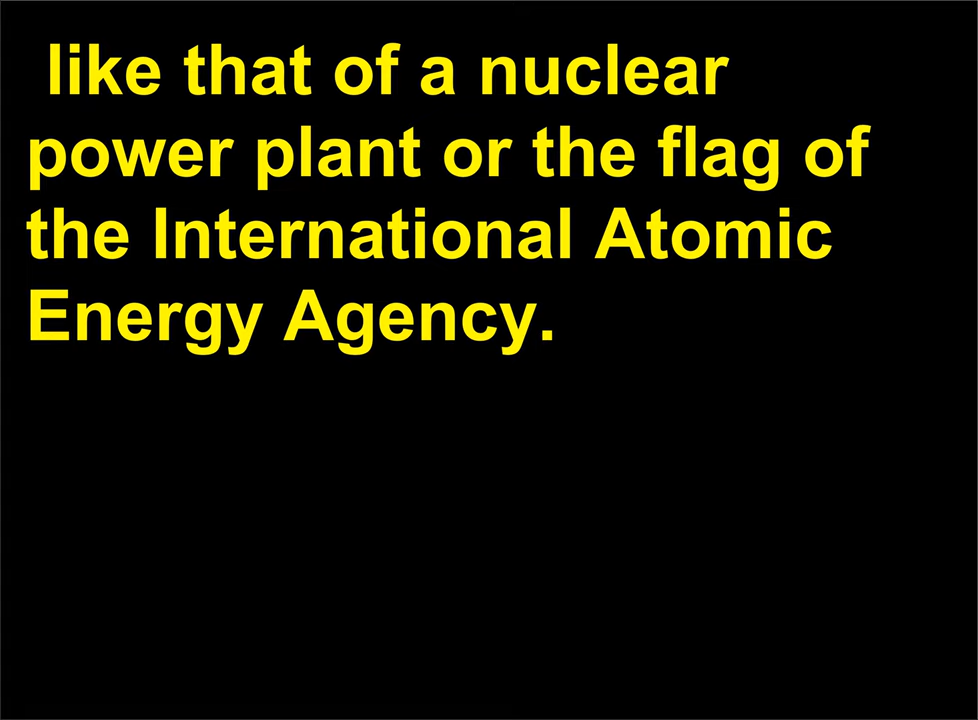 like that of a nuclear
power plant or the flag of
the International Atomic
Energy Agency.